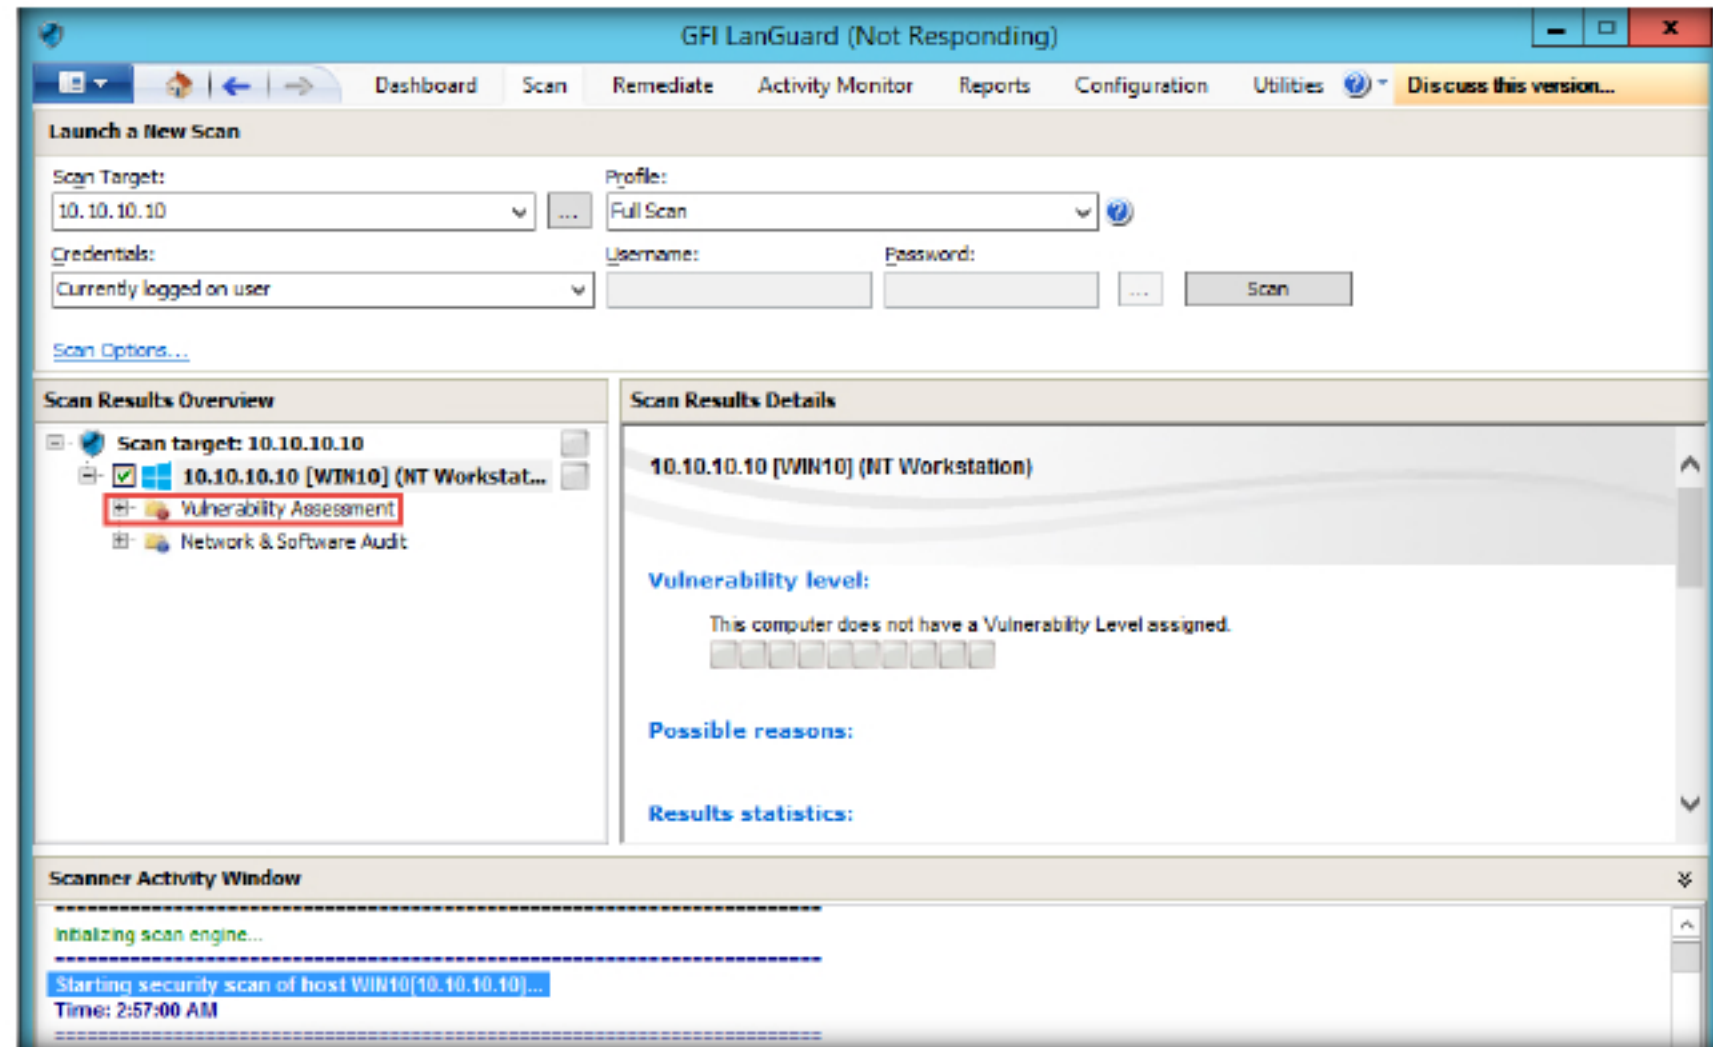 GFI LanGuard (Not Responding)
Dashboard Scan Remediate Activity Monitor Reports Configuration Utilities Discuss this version...
Launch a New Scan
Scan Target: Profile:
10.10.10.10 ... Full Scan
Credentials: Username: Password:
Currently logged on user ... Scan
Scan Options...
Scan Results Overview Scan Results Details
Scan target: 10.10.10.10
10.10.10.10 [WIN10] (NT Workstat...
Vulnerability Assessment
Network & Software Audit
10.10.10.10 [WIN10] (NT Workstation)
Vulnerability level:
This computer does not have a Vulnerability Level assigned.
Possible reasons:
Results statistics:
Scanner Activity Window
Initializing scan engine...
Starting security scan of host WIN10[10.10.10.10]...
Time: 2:57:00 AM